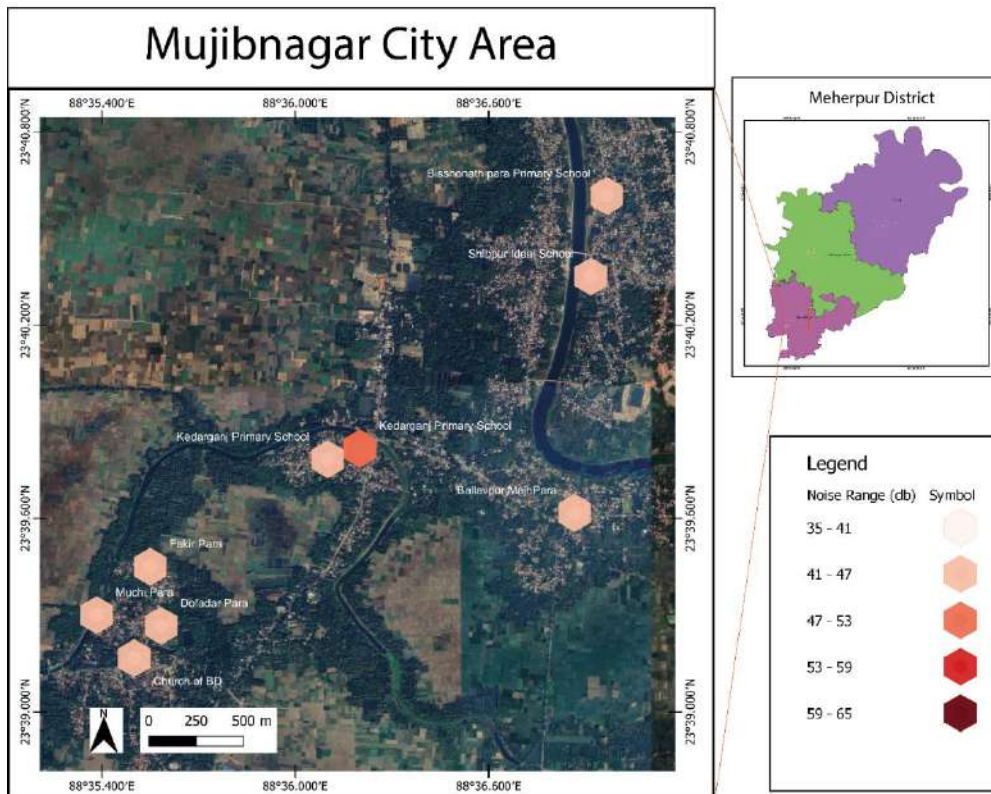 Mujibnagar City Area
88°35.400'E
88°36.000'E
88°36.600'E
23°40.800'N
23°40.800'N
Bisshonath para Primary School
Shibpur Ideal School
23°40.200'N
23°40.200'N
Kedarganj Primary School
Kedarganj Primary School
Ballavpur Majh Para
23°39.600'N
23°39.600'N
Fakir Para
Muchi Para
Dofadar Para
Church of BD
N
0 250 500 m
23°39.000'N
23°39.000'N
88°35.400'E
88°36.000'E
88°36.600'E
Meherpur District
Legend
Noise Range (db) Symbol
35 - 41
41 - 47
47 - 53
53 - 59
59 - 65